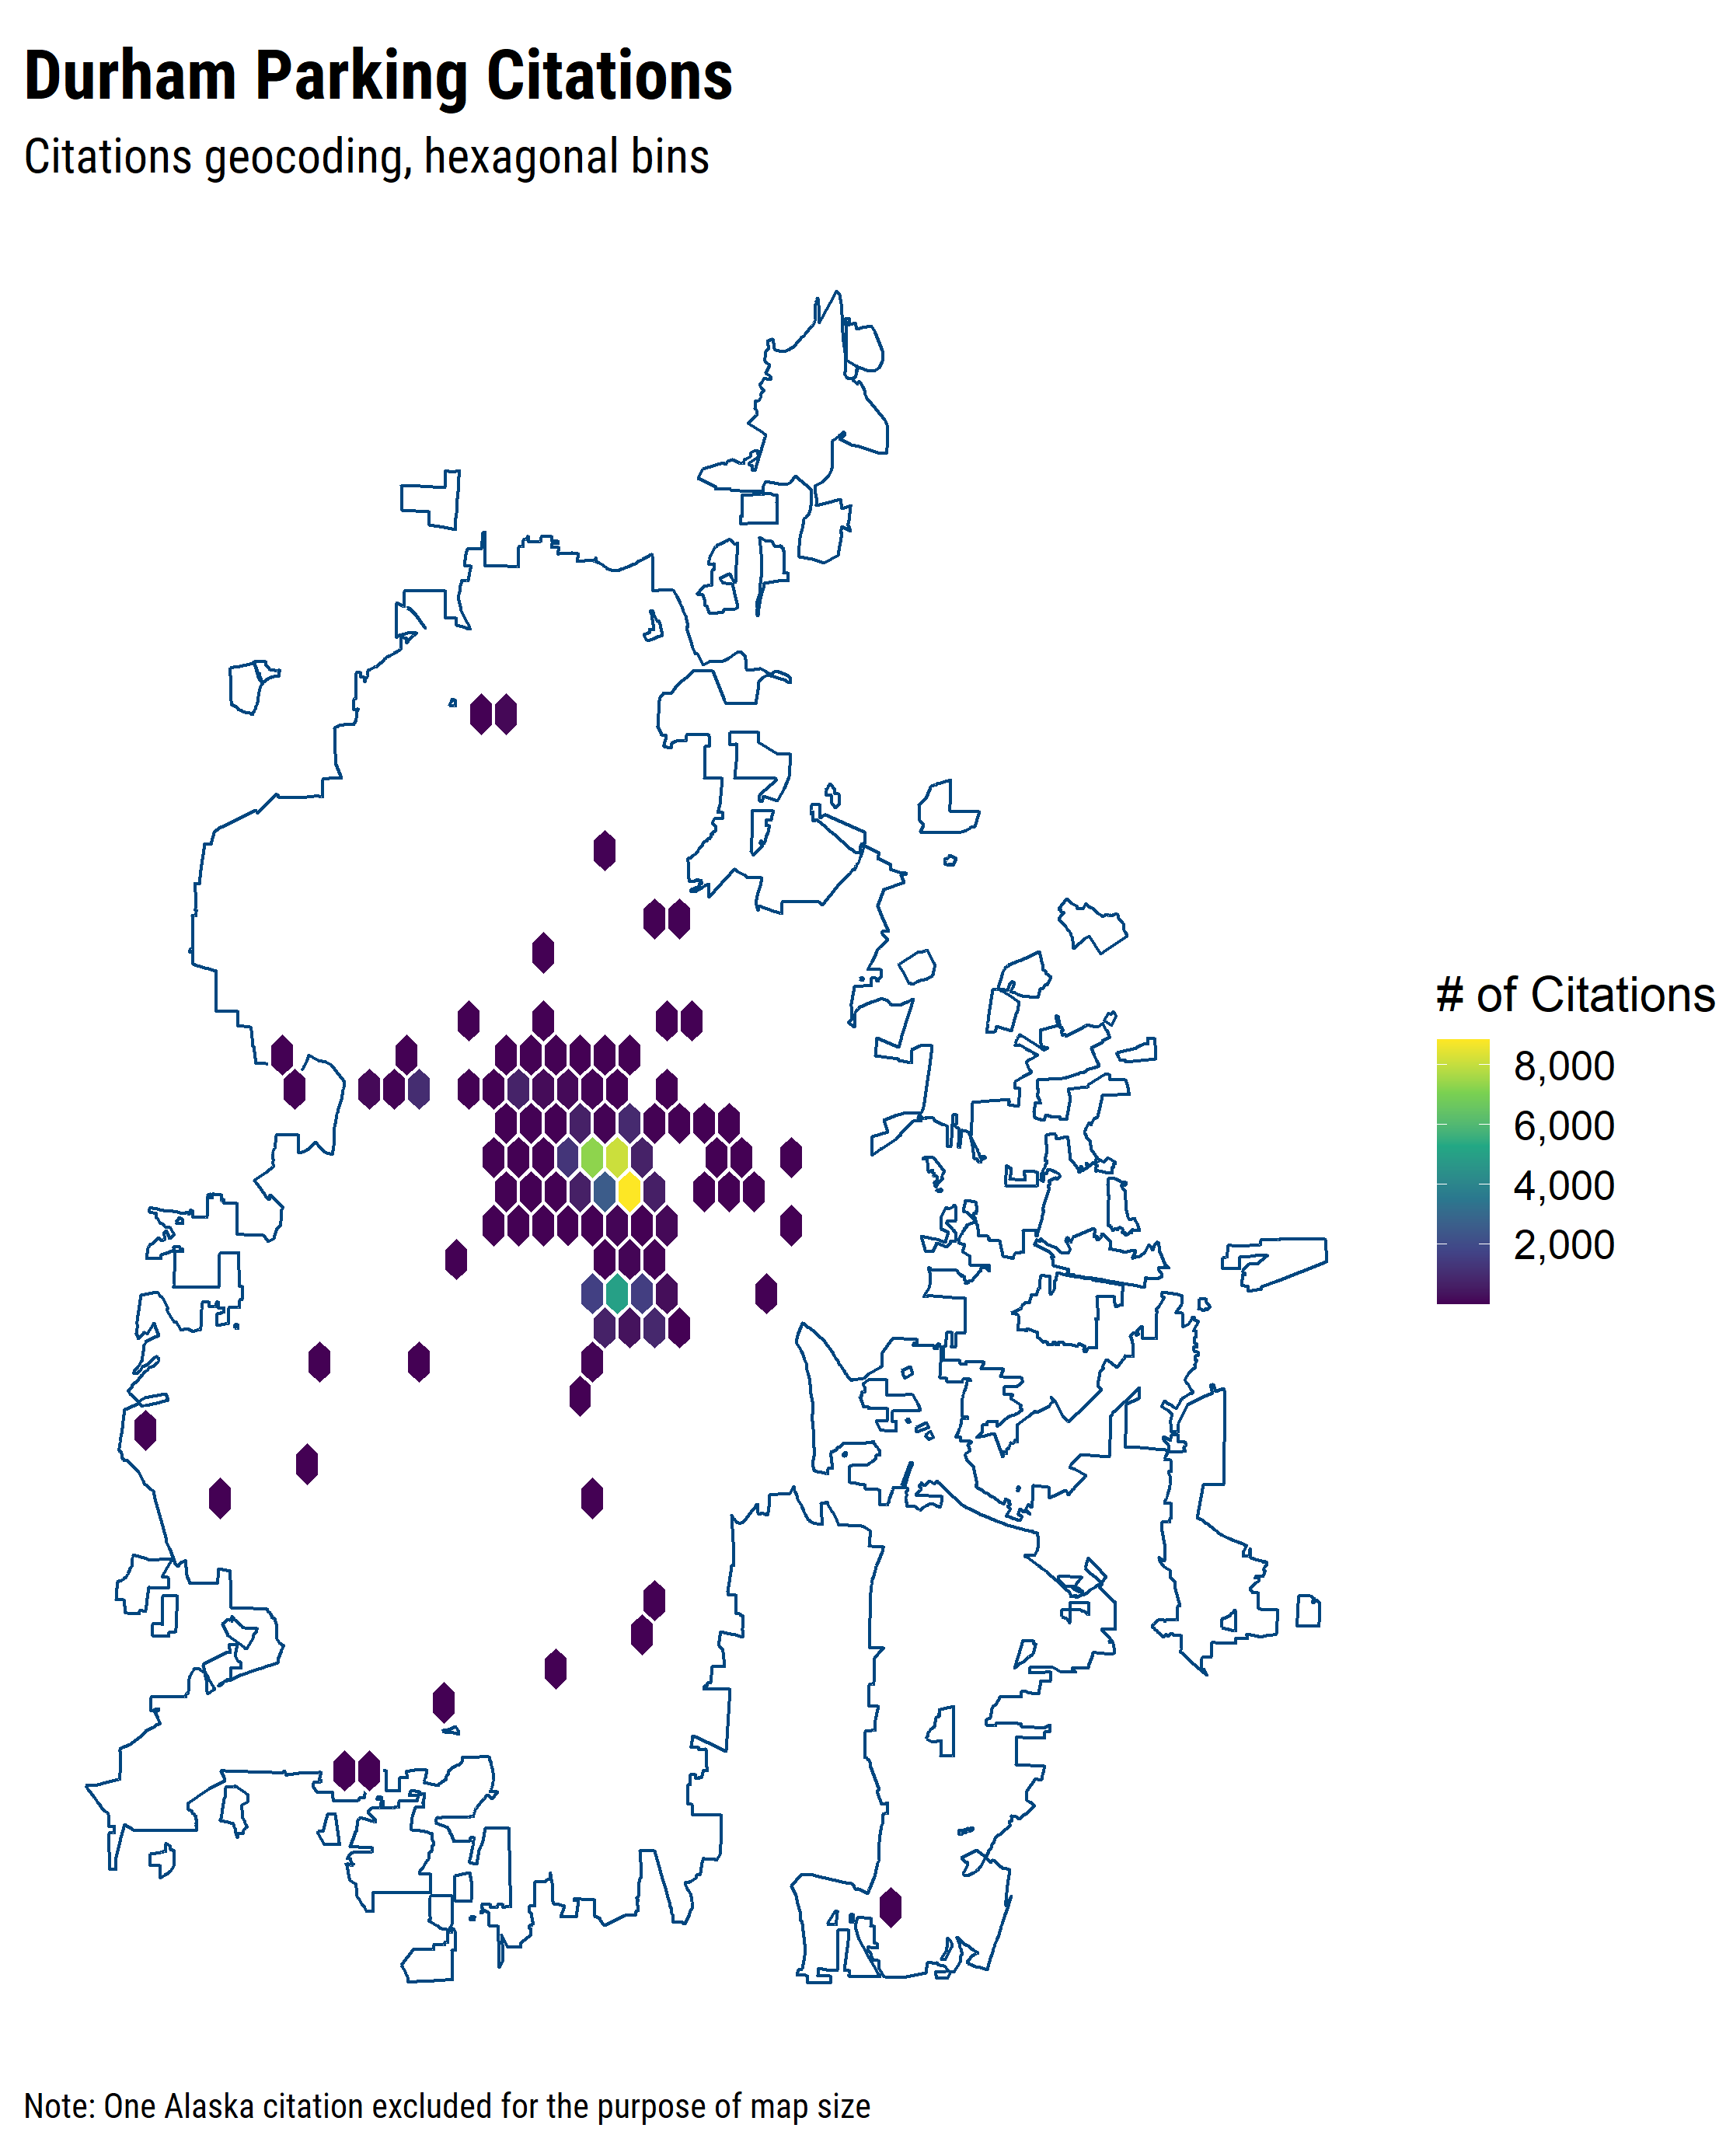 Durham Parking Citations
Citations geocoding, hexagonal bins
# of Citations
8,000
6,000
4,000
2,000
Note: One Alaska citation excluded for the purpose of map size